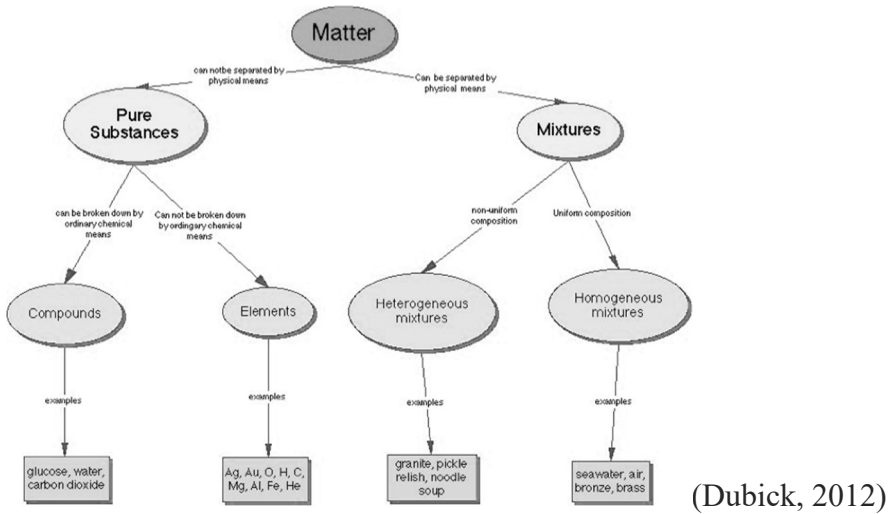 Matter
can notbe separated by
physical means
Can be separated by
physical means
Pure
Substances
Mixtures
can be broken down by
ordinary chemical
means
Can not be broken down
by ordingary chemical
means
non-uniform
composition
Uniform composition
Compounds
Elements
Heterogeneous
mixtures
Homogeneous
mixtures
examples
examples
examples
examples
glucose, water,
carbon dioxide
Ag, Au, O, H, C,
Mg, Al, Fe, He
granite, pickle
relish, noodle
soup
seawater, air,
bronze, brass
(Dubick, 2012)